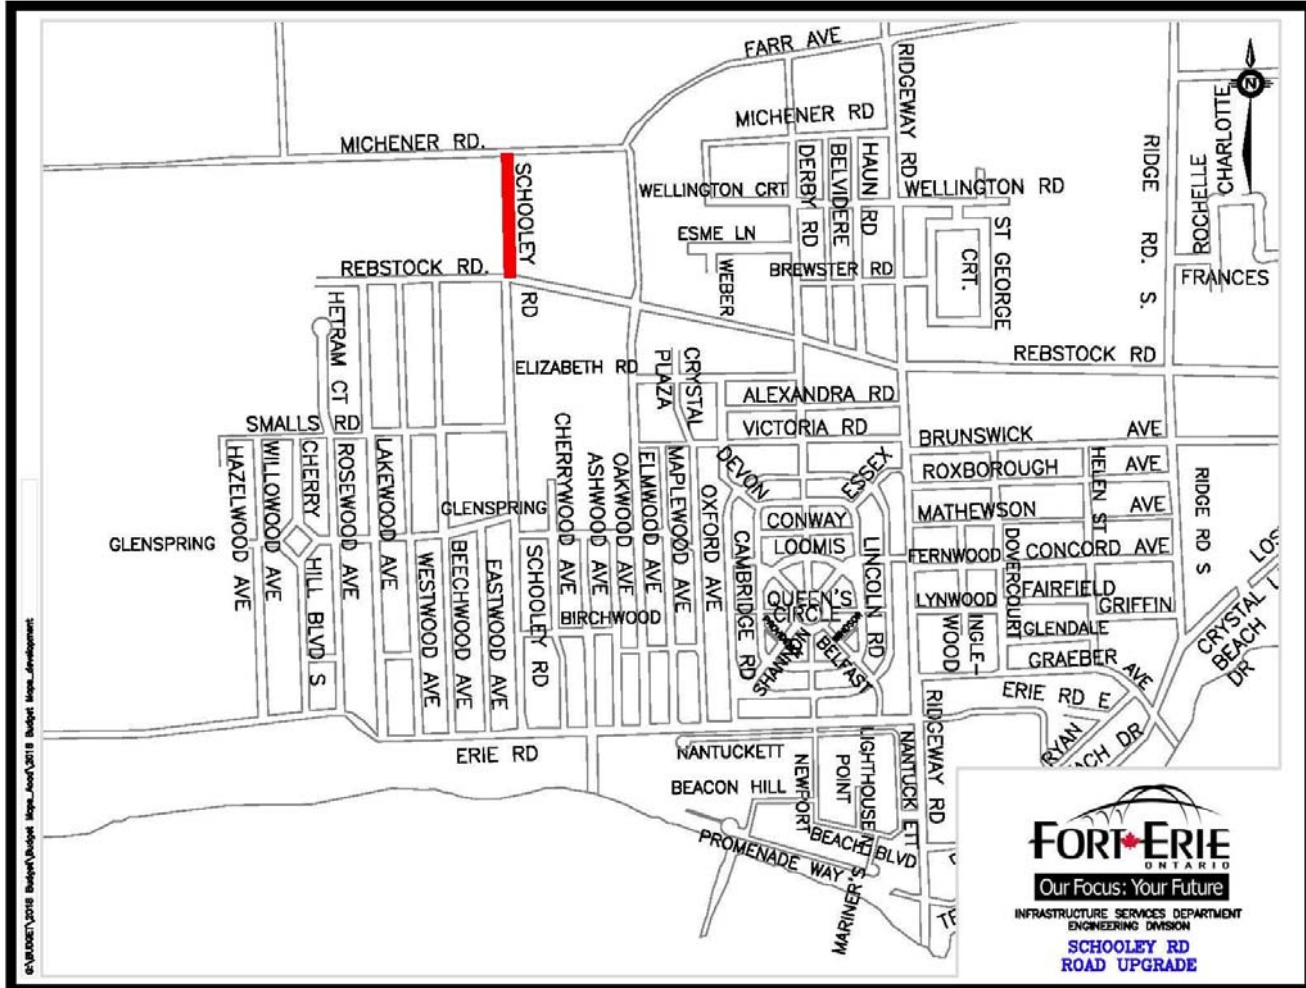 FARR AVE
RIDGEWAY RD
MICHENER RD
MICHENER RD.
SCHOOLEY
RD
DERBY RD
BELVIDERE
HAUN RD
WELLINGTON CRT
WELLINGTON RD
ST GEORGE
CRT.
RIDGE RD. S.
ROCHELLE
CHARLOTTE
N
FRANCES
ESME LN
WEBER
BREWSTER RD
REBSTOCK RD.
HETRAM CT
REBSTOCK RD
ELIZABETH RD
CRYSTAL
PLAZA
ALEXANDRA RD
VICTORIA RD
SMALLS RD
BRUNSWICK AVE
ROXBOROUGH AVE
MATHEWSON AVE
HELEN ST
RIDGE RD S
HAZELWOOD AVE
WILLOWOOD AVE
CHERRY
HILL BLVD S
ROSEWOOD AVE
LAKEWOOD AVE
GLENSPRING
GLENSPRING
WESTWOOD AVE
BEECHWOOD AVE
EASTWOOD AVE
SCHOOLEY RD
CHERRYWOOD AVE
ASHWOOD AVE
OAKWOOD AVE
ELMWOOD AVE
MAPLEWOOD AVE
OXFORD AVE
BIRCHWOOD
DEVON
ESSEX
CONWAY
LOOMIS
CAMBRIDGE RD
LINCOLN RD
QUEEN'S
CIRCLE
WINDSOR
SHANNON
BELFAST
FERNWOOD
DOVERCOURT
CONCORD AVE
LYNWOOD
FAIRFIELD
GRIFFIN
INGLE-
WOOD
GLENDALE
GRAEBER AVE
ERIE RD E
RYAN
ACH DR
CRYSTAL
BEACH
DR
ERIE RD
NANTUCKETT
BEACON HILL
NEWPORT
POINT
LIGHTHOUSE
NANTUCKETT
RIDGEWAY RD
BEACH BLVD
PROMENADE WAY
MARINER'S
FORT ERIE
ONTARIO
Our Focus: Your Future
INFRASTRUCTURE SERVICES DEPARTMENT
ENGINEERING DIVISION
SCHOOLEY RD
ROAD UPGRADE